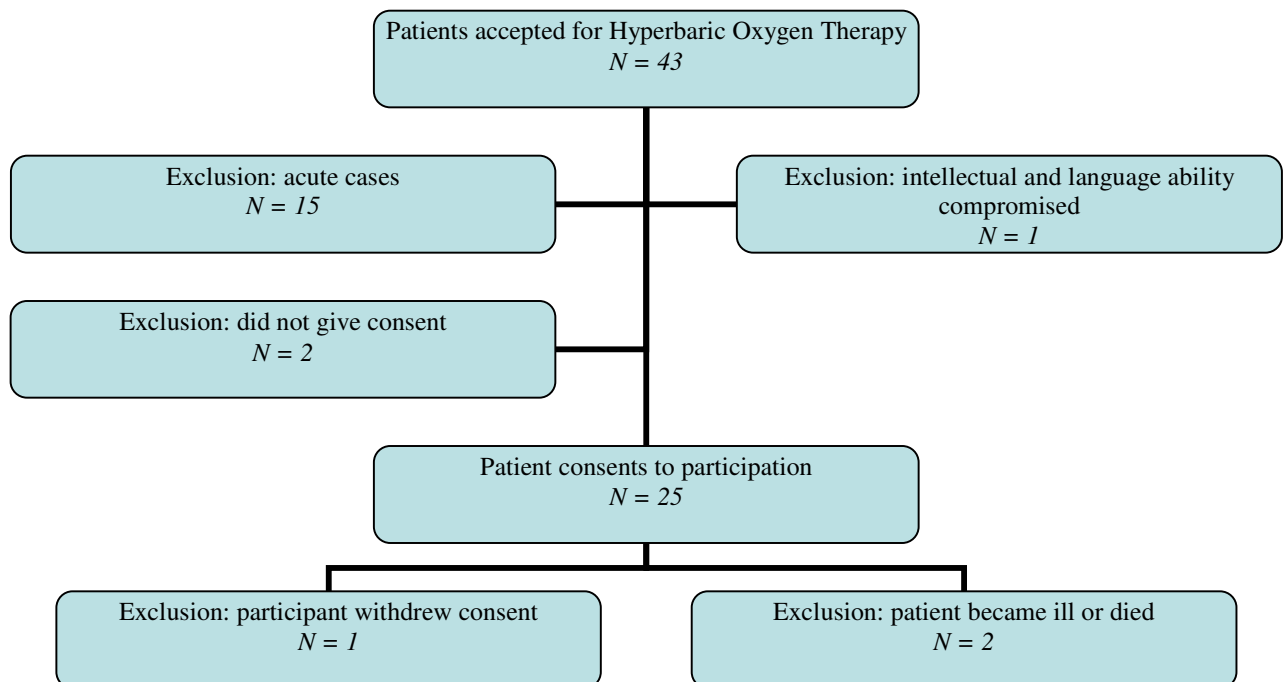 Patients accepted for Hyperbaric Oxygen Therapy
N = 43
Exclusion: acute cases
N = 15
Exclusion: intellectual and language ability
compromised
N = 1
Exclusion: did not give consent
N = 2
Patient consents to participation
N = 25
Exclusion: participant withdrew consent
N = 1
Exclusion: patient became ill or died
N = 2